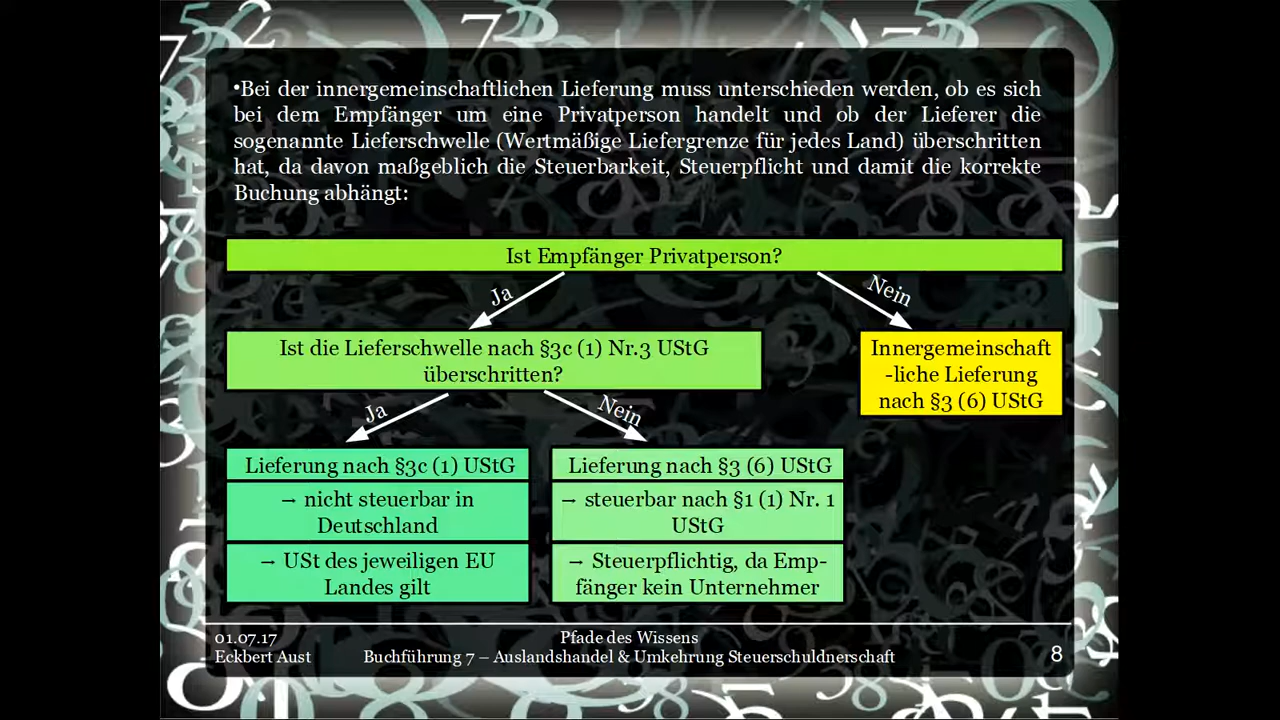 •Bei der innergemeinschaftlichen Lieferung muss unterschieden werden, ob es sich
bei dem Empfänger um eine Privatperson handelt und ob der Lieferer die
sogenannte Lieferschwelle (Wertmäßige Liefergrenze für jedes Land) überschritten
hat, da davon maßgeblich die Steuerbarkeit, Steuerpflicht und damit die korrekte
Buchung abhängt:
Ist Empfänger Privatperson?
Ja
Nein
Ist die Lieferschwelle nach §3c (1) Nr.3 UStG
überschritten?
Innergemeinschaft
-liche Lieferung
nach §3 (6) UStG
Ja
Nein
Lieferung nach §3c (1) UStG
→ nicht steuerbar in
Deutschland
→ USt des jeweiligen EU
Landes gilt
Lieferung nach §3 (6) UStG
→ steuerbar nach §1 (1) Nr. 1
UStG
→ Steuerpflichtig, da Emp-
fänger kein Unternehmer
01.07.17
Eckbert Aust
Pfade des Wissens
Buchführung 7 – Auslandshandel & Umkehrung Steuerschuldnerschaft
8